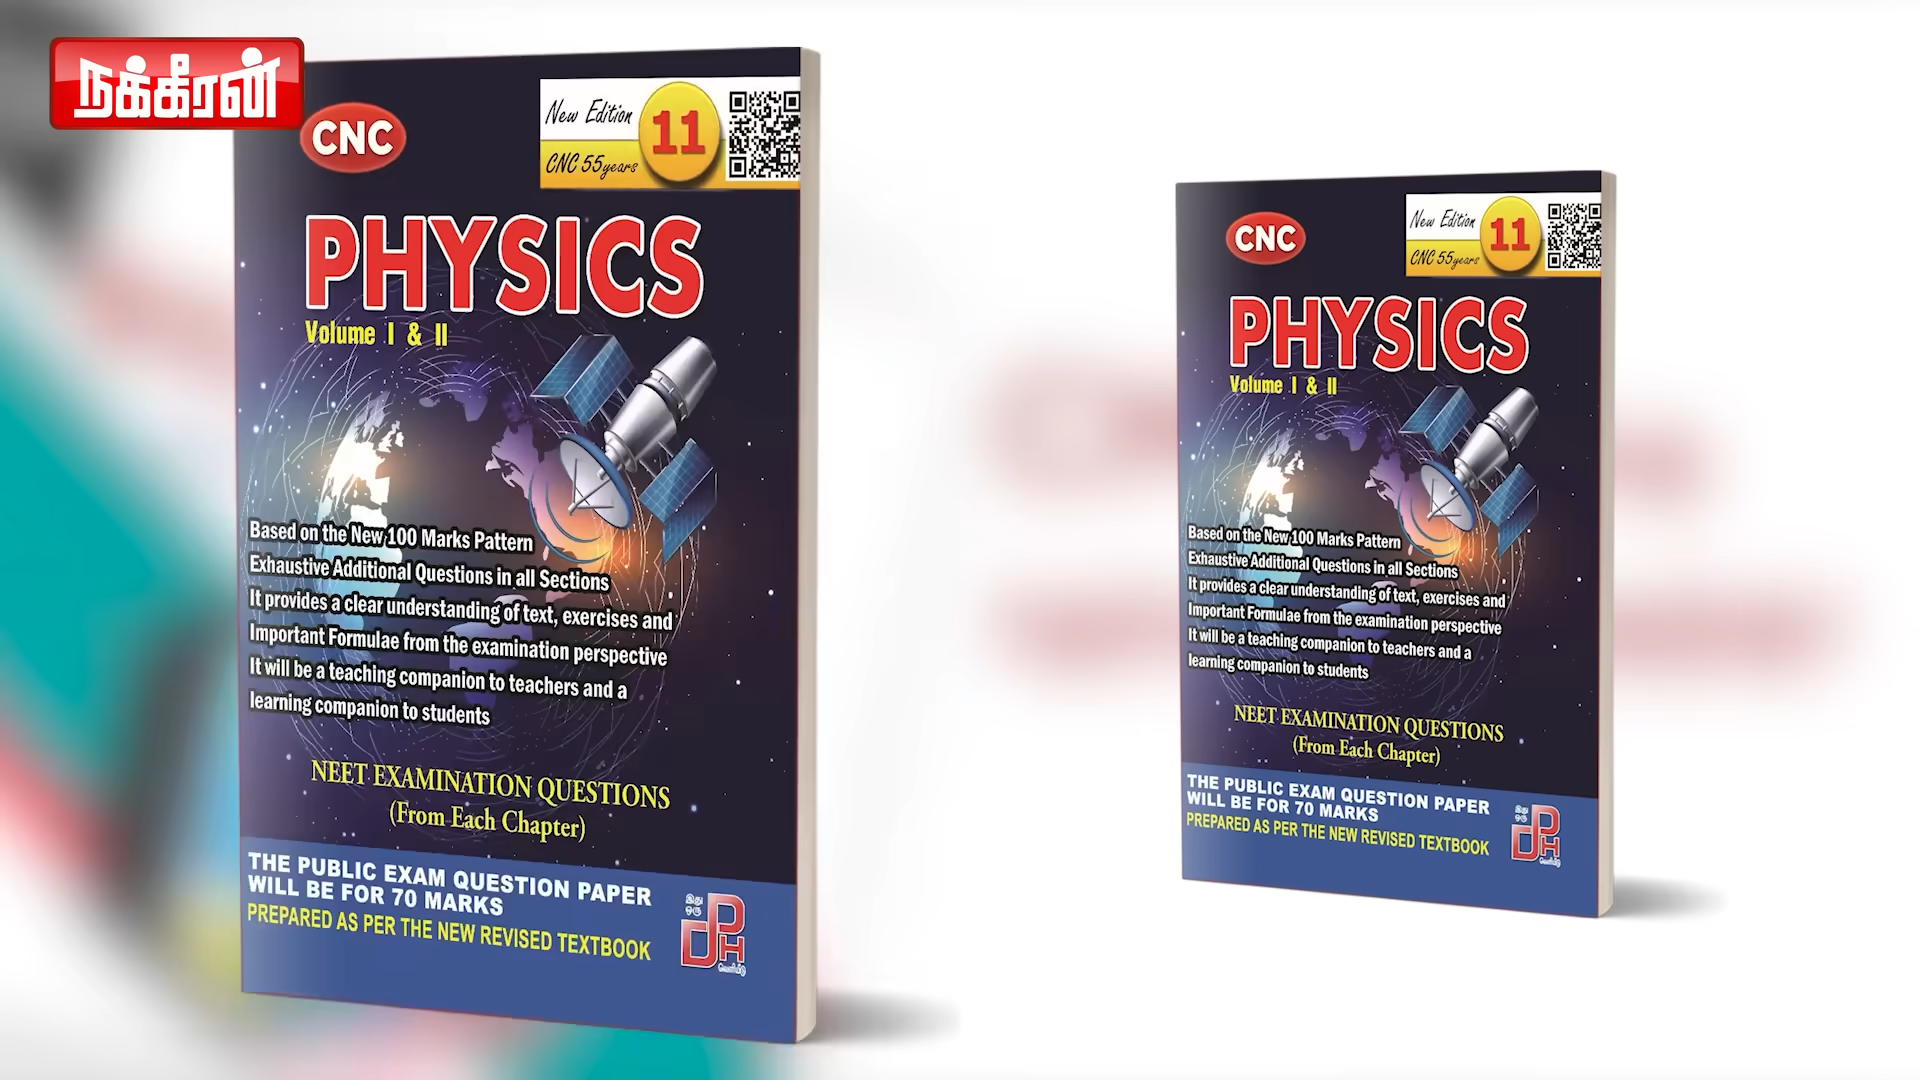 நக்கீரன்
CNC
New Edition
CNC 55years
11
PHYSICS
Volume I & II
Based on the New 100 Marks Pattern
Exhaustive Additional Questions in all Sections
It provides a clear understanding of text, exercises and
Important Formulae from the examination perspective
It will be a teaching companion to teachers and a
learning companion to students
NEET EXAMINATION QUESTIONS
(From Each Chapter)
THE PUBLIC EXAM QUESTION PAPER
WILL BE FOR 70 MARKS
PREPARED AS PER THE NEW REVISED TEXTBOOK
இது
ஒரு
DPH
வெளியீடு
CNC
New Edition
CNC 55years
11
PHYSICS
Volume I & II
Based on the New 100 Marks Pattern
Exhaustive Additional Questions in all Sections
It provides a clear understanding of text, exercises and
Important Formulae from the examination perspective
It will be a teaching companion to teachers and a
learning companion to students
NEET EXAMINATION QUESTIONS
(From Each Chapter)
THE PUBLIC EXAM QUESTION PAPER
WILL BE FOR 70 MARKS
PREPARED AS PER THE NEW REVISED TEXTBOOK
இது
ஒரு
DPH
வெளியீடு